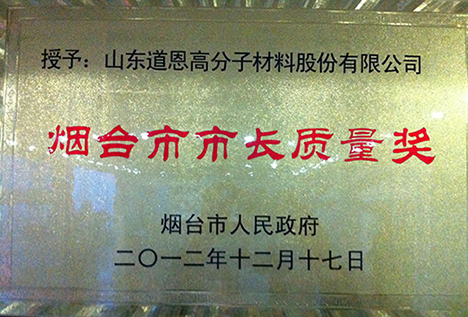 授予：山东道恩高分子材料股份有限公司
烟台市市长质量奖
烟台市人民政府
二〇一二年十二月十七日